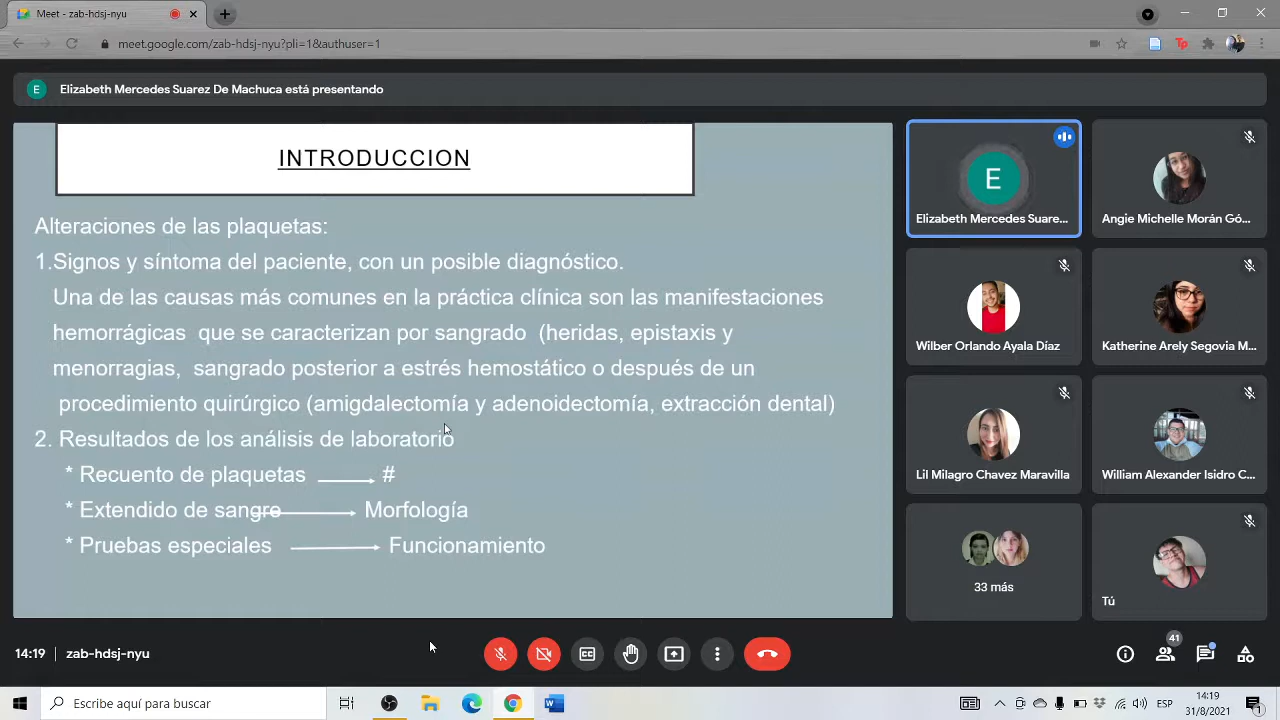 Meet - zab-hdsj-nyu
meet.google.com/zab-hdsj-nyu?pli=1&authuser=1
E
Elizabeth Mercedes Suarez De Machuca está presentando
INTRODUCCION
Alteraciones de las plaquetas:
1.Signos y síntoma del paciente, con un posible diagnóstico.
Una de las causas más comunes en la práctica clínica son las manifestaciones
hemorrágicas que se caracterizan por sangrado (heridas, epistaxis y
menorragias, sangrado posterior a estrés hemostático o después de un
procedimiento quirúrgico (amigdalectomía y adenoidectomía, extracción dental)
2. Resultados de los análisis de laboratorio
* Recuento de plaquetas #
* Extendido de sangre Morfología
* Pruebas especiales Funcionamiento
E
Elizabeth Mercedes Suare...
Angie Michelle Morán Gó...
Wilber Orlando Ayala Díaz
Katherine Arely Segovia M...
Lil Milagro Chavez Maravilla
William Alexander Isidro C...
33 más
Tú
14:19 | zab-hdsj-nyu
41
Escribe aquí para buscar
ESP
14:19
31/8/2021
1